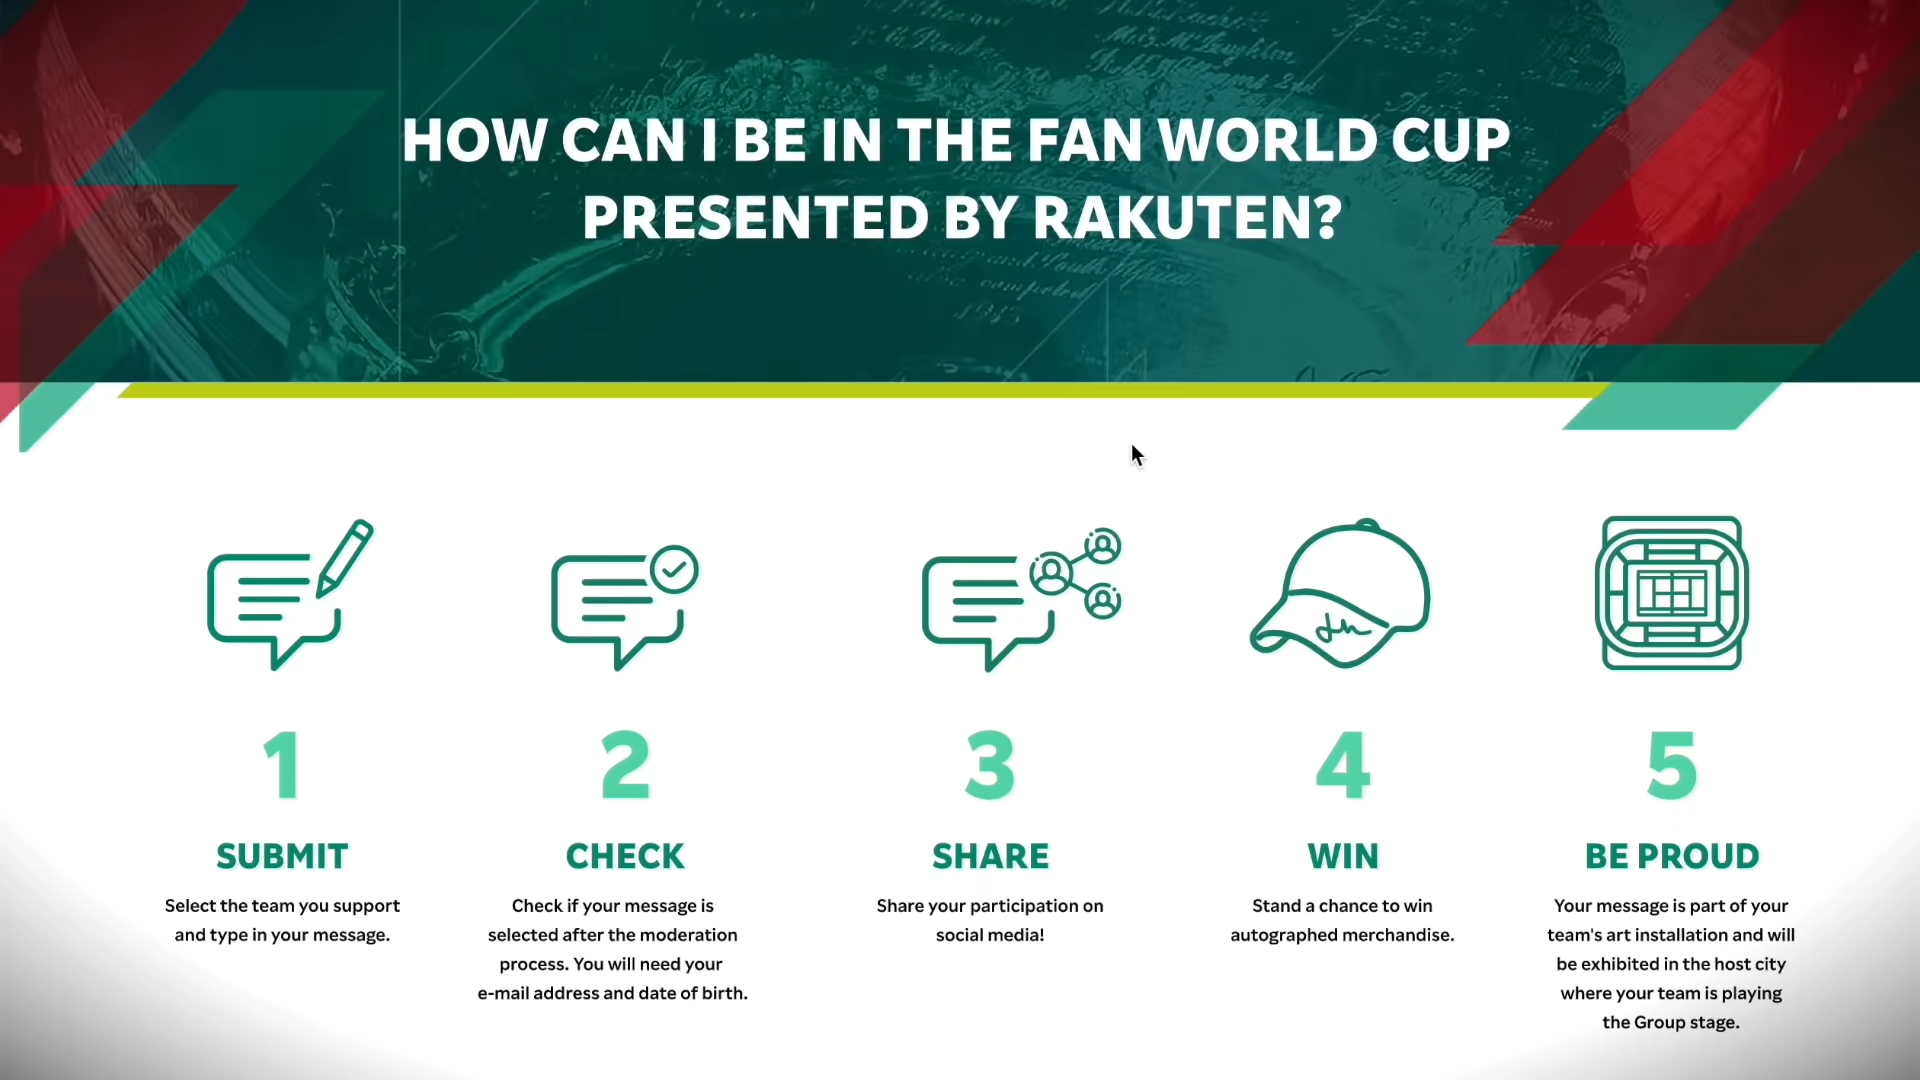 HOW CAN I BE IN THE FAN WORLD CUP
PRESENTED BY RAKUTEN?
1
SUBMIT
Select the team you support
and type in your message.
2
CHECK
Check if your message is
selected after the moderation
process. You will need your
e-mail address and date of birth.
3
SHARE
Share your participation on
social media!
4
WIN
Stand a chance to win
autographed merchandise.
5
BE PROUD
Your message is part of your
team's art installation and will
be exhibited in the host city
where your team is playing
the Group stage.